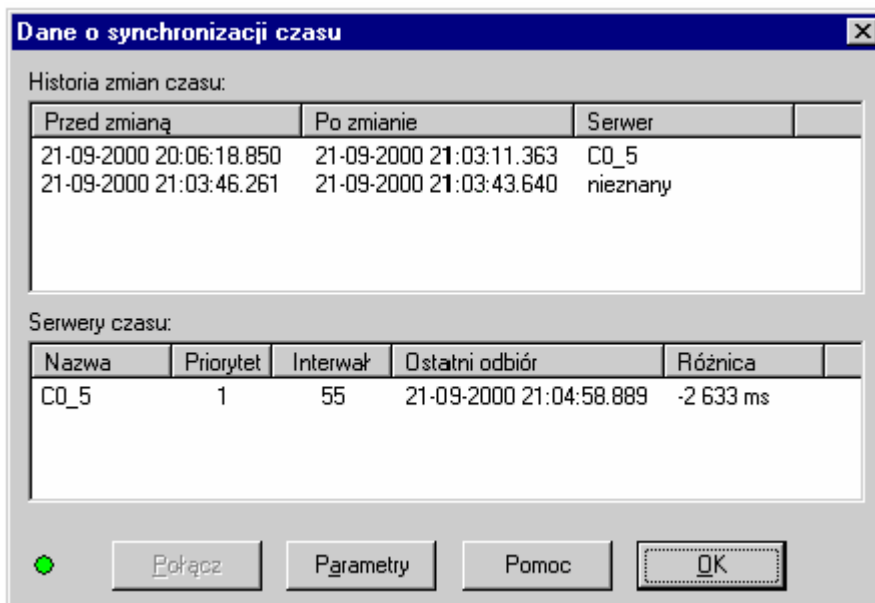 Dane o synchronizacji czasu
Historia zmian czasu:
Przed zmianą Po zmianie Serwer
21-09-2000 20:06:18.850 21-09-2000 21:03:11.363 C0_5
21-09-2000 21:03:46.261 21-09-2000 21:03:43.640 nieznany
Serwery czasu:
Nazwa Priorytet Interwał Ostatni odbiór Różnica
C0_5 1 55 21-09-2000 21:04:58.889 -2 633 ms
Połącz Parametry Pomoc OK